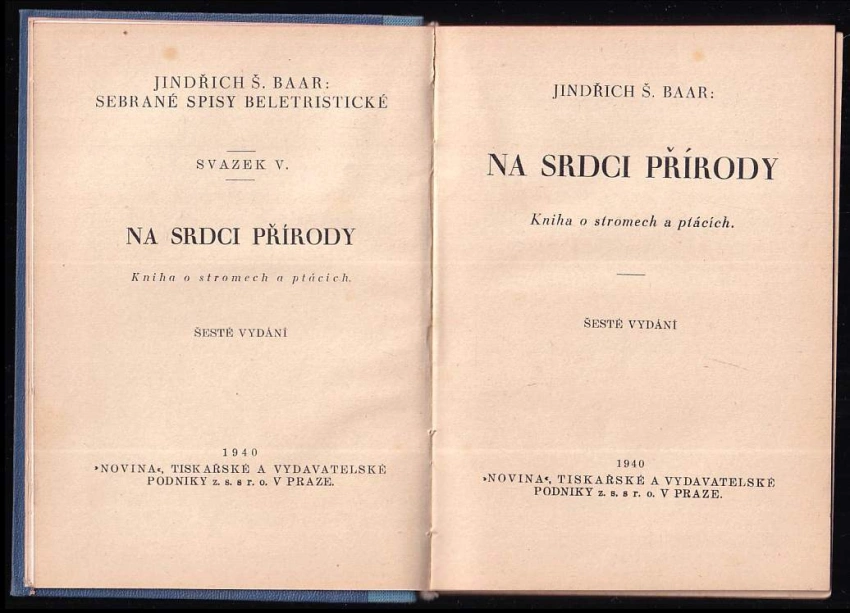 JINDŘICH Š. BAAR:
SEBRANÉ SPISY BELETRISTICKÉ
SVAZEK V.
NA SRDCI PŘÍRODY
Kniha o stromech a ptácích.
ŠESTÉ VYDÁNÍ
1940
›NOVINA‹, TISKAŘSKÉ A VYDAVATELSKÉ
PODNIKY z. s. s r. o. V PRAZE.
JINDŘICH Š. BAAR:
NA SRDCI PŘÍRODY
Kniha o stromech a ptácích.
ŠESTÉ VYDÁNÍ
1940
›NOVINA‹, TISKAŘSKÉ A VYDAVATELSKÉ
PODNIKY z. s. s r. o. V PRAZE.